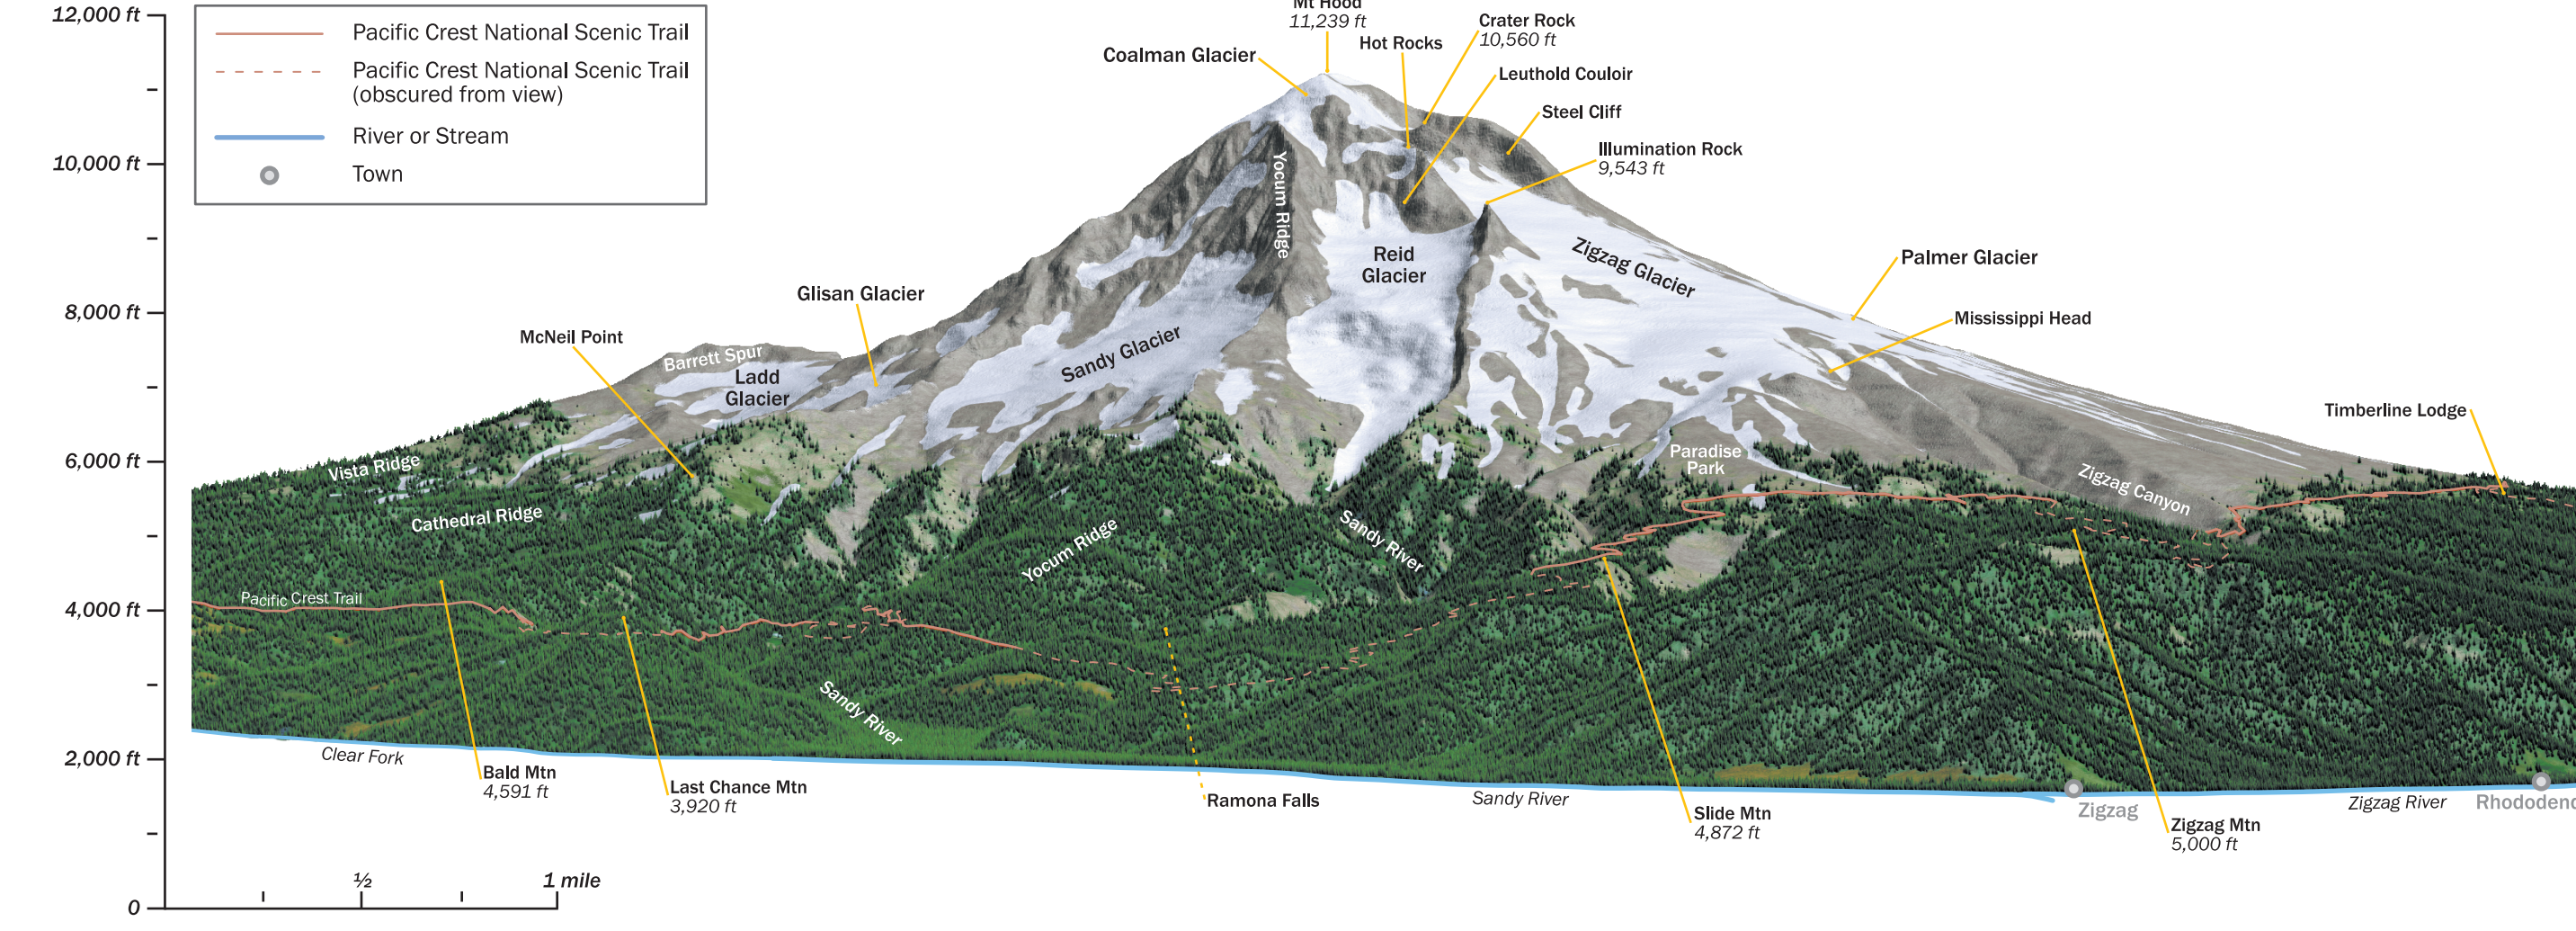 12,000 ft
10,000 ft
8,000 ft
6,000 ft
4,000 ft
2,000 ft
0
½
1 mile
Pacific Crest National Scenic Trail
Pacific Crest National Scenic Trail
(obscured from view)
River or Stream
Town
Mt Hood
11,239 ft
Coalman Glacier
Hot Rocks
Crater Rock
10,560 ft
Leuthold Couloir
Steel Cliff
Illumination Rock
9,543 ft
Yocum Ridge
Reid
Glacier
Zigzag Glacier
Palmer Glacier
Mississippi Head
Glisan Glacier
McNeil Point
Barrett Spur
Ladd
Glacier
Sandy Glacier
Timberline Lodge
Vista Ridge
Cathedral Ridge
Yocum Ridge
Sandy River
Paradise
Park
Zigzag Canyon
Pacific Crest Trail
Sandy River
Clear Fork
Bald Mtn
4,591 ft
Last Chance Mtn
3,920 ft
Ramona Falls
Sandy River
Slide Mtn
4,872 ft
Zigzag
Zigzag Mtn
5,000 ft
Zigzag River
Rhododend